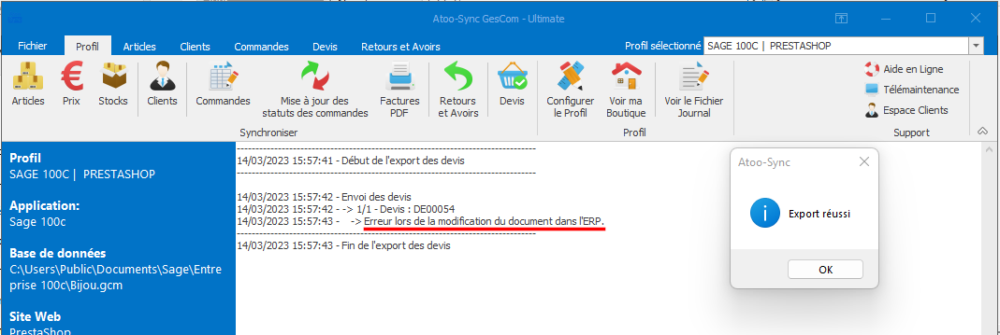 Atoo-Sync GesCom - Ultimate
Fichier Profil Articles Clients Commandes Devis Retours et Avoirs Profil sélectionné SAGE 100C | PRESTASHOP
Articles Prix Stocks Clients Commandes Mise à jour des statuts des commandes Factures PDF Retours et Avoirs Devis Configurer le Profil Voir ma Boutique Voir le Fichier Journal
Aide en Ligne
Télémaintenance
Espace Clients
Synchroniser Profil Support
Profil
SAGE 100C | PRESTASHOP
Application:
Sage 100c
Base de données
C:\Users\Public\Documents\Sage\Entre
prise 100c\Bijou.gcm
Site Web
PrestaShop
----------------------------------------------------------------------
14/03/2023 15:57:41 - Début de l'export des devis
----------------------------------------------------------------------
14/03/2023 15:57:42 - Envoi des devis
14/03/2023 15:57:42 - -> 1/1 - Devis : DE00054
14/03/2023 15:57:43 - -> Erreur lors de la modification du document dans l'ERP.
----------------------------------------------------------------------
14/03/2023 15:57:43 - Fin de l'export des devis
Atoo-Sync
Export réussi
OK